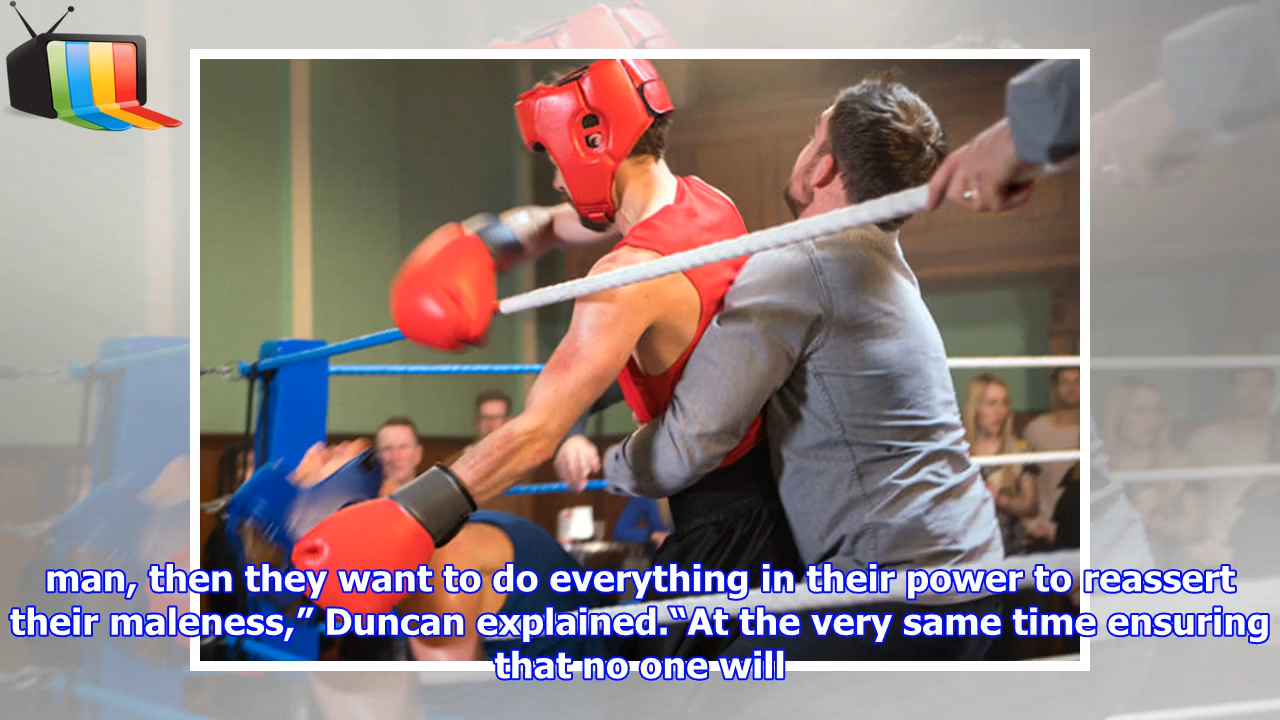 man, then they want to do everything in their power to reassert
their maleness,” Duncan explained.“At the very same time ensuring
that no one will